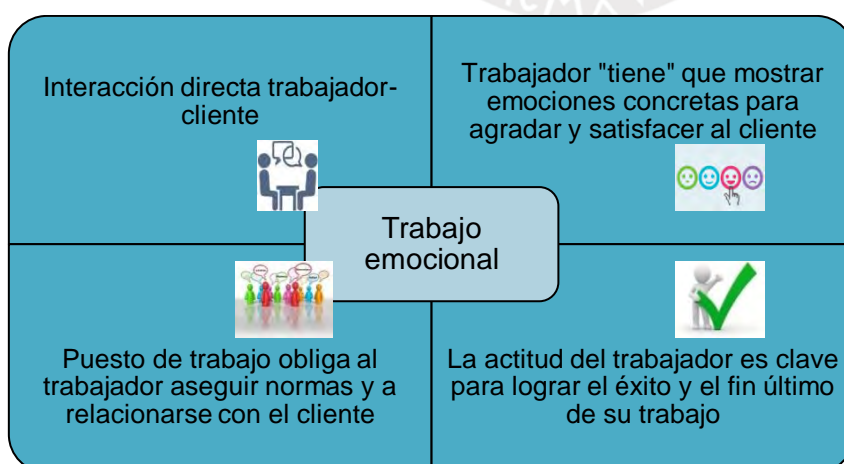 Interacción directa trabajador-
cliente
Trabajador "tiene" que mostrar
emociones concretas para
agradar y satisfacer al cliente
Trabajo
emocional
Puesto de trabajo obliga al
trabajador aseguir normas y a
relacionarse con el cliente
La actitud del trabajador es clave
para lograr el éxito y el fin último
de su trabajo